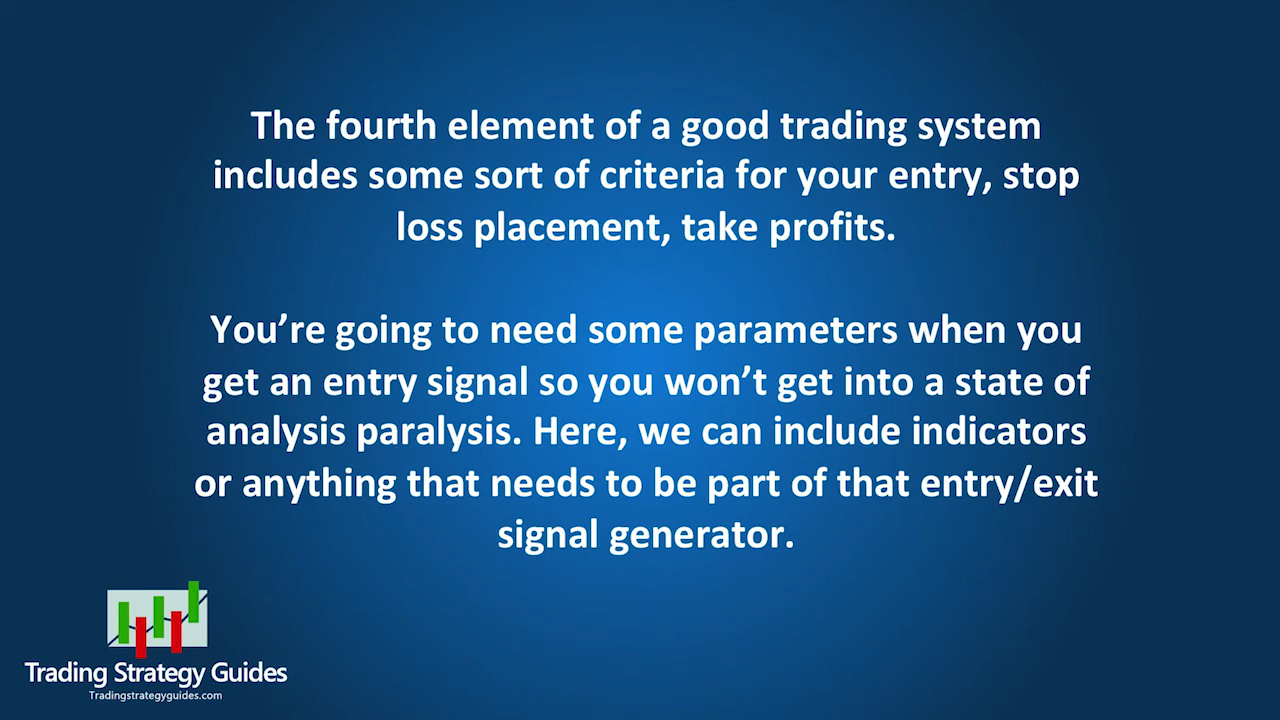 The fourth element of a good trading system
includes some sort of criteria for your entry, stop
loss placement, take profits.
You’re going to need some parameters when you
get an entry signal so you won’t get into a state of
analysis paralysis. Here, we can include indicators
or anything that needs to be part of that entry/exit
signal generator.
Trading Strategy Guides
Tradingstrategyguides.com